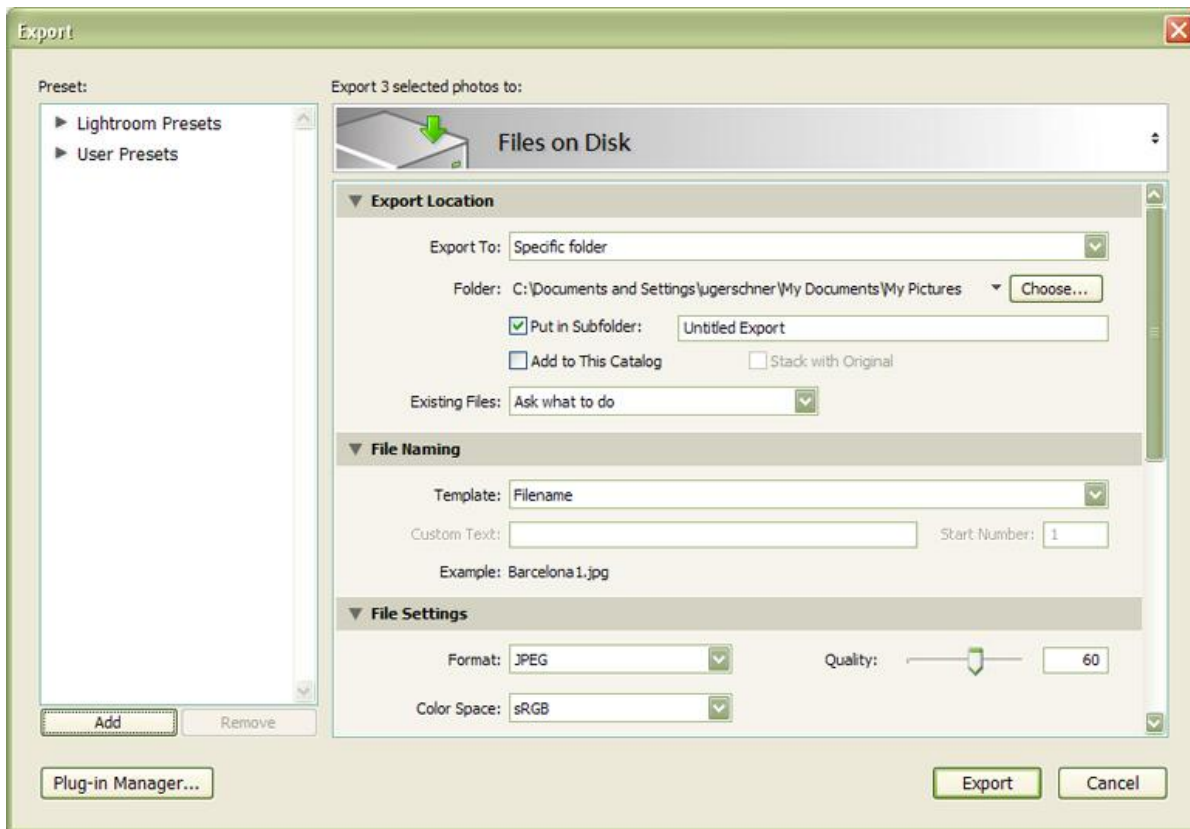 Export
Preset:
Lightroom Presets
User Presets
Add Remove
Export 3 selected photos to:
Files on Disk
Export Location
Export To: Specific folder
Folder: C:\Documents and Settings\ugerschner\My Documents\My Pictures Choose...
Put in Subfolder: Untitled Export
Add to This Catalog Stack with Original
Existing Files: Ask what to do
File Naming
Template: Filename
Custom Text: Start Number: 1
Example: Barcelona1.jpg
File Settings
Format: JPEG Quality: 60
Color Space: sRGB
Plug-in Manager... Export Cancel